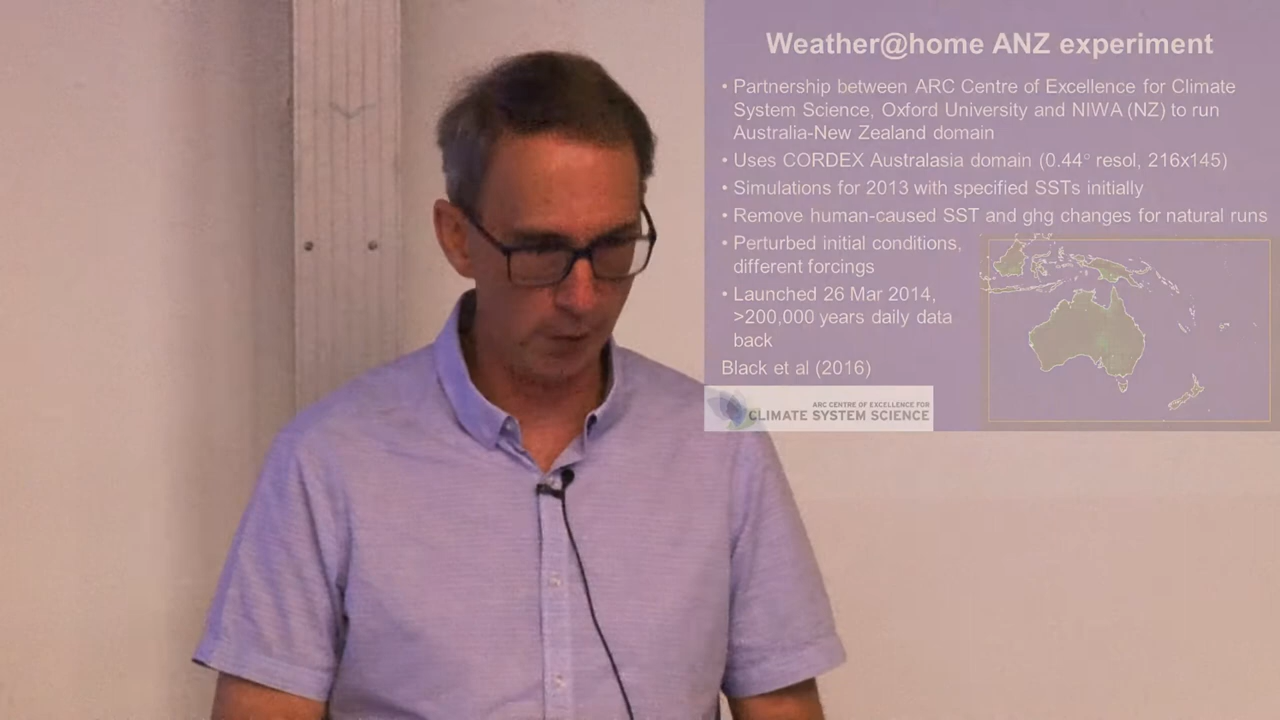 Weather@home ANZ experiment
• Partnership between ARC Centre of Excellence for Climate
System Science, Oxford University and NIWA (NZ) to run
Australia-New Zealand domain
• Uses CORDEX Australasia domain (0.44° resol, 216x145)
• Simulations for 2013 with specified SSTs initially
• Remove human-caused SST and ghg changes for natural runs
• Perturbed initial conditions,
different forcings
• Launched 26 Mar 2014,
>200,000 years daily data
back
Black et al (2016)
ARC CENTRE OF EXCELLENCE FOR
CLIMATE SYSTEM SCIENCE